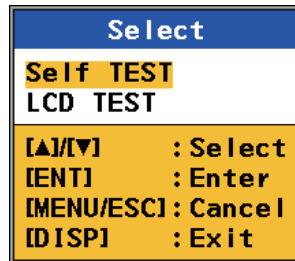 Select
Self TEST
LCD TEST
[▲]/[▼] :Select
[ENT] :Enter
[MENU/ESC]:Cancel
[DISP] :Exit